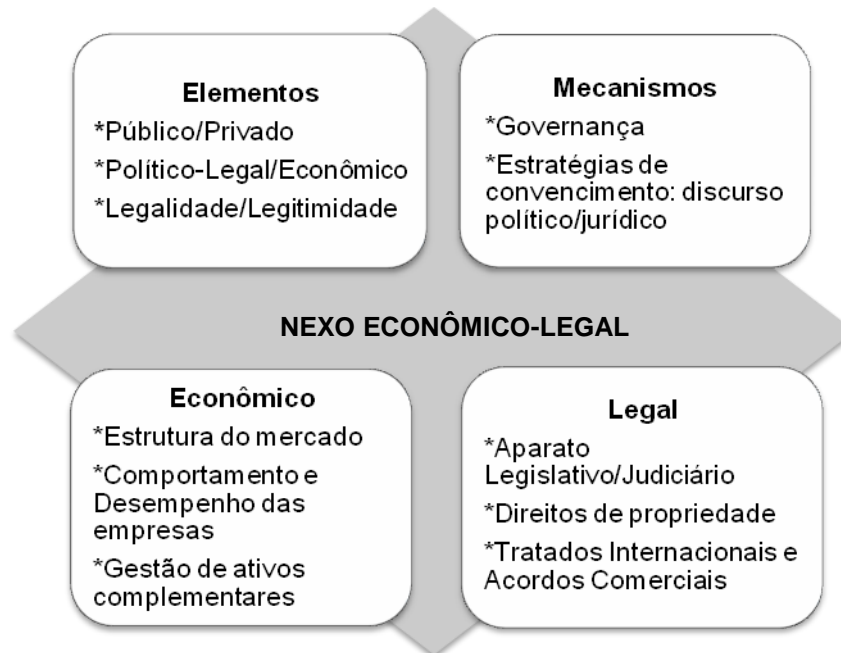 Elementos
*Público/Privado
*Político-Legal/Econômico
*Legalidade/Legitimidade
Mecanismos
*Governança
*Estratégias de
convencimento: discurso
político/jurídico
NEXO ECONÔMICO-LEGAL
Econômico
*Estrutura do mercado
*Comportamento e
Desempenho das
empresas
*Gestão de ativos
complementares
Legal
*Aparato
Legislativo/Judiciário
*Direitos de propriedade
*Tratados Internacionais e
Acordos Comerciais